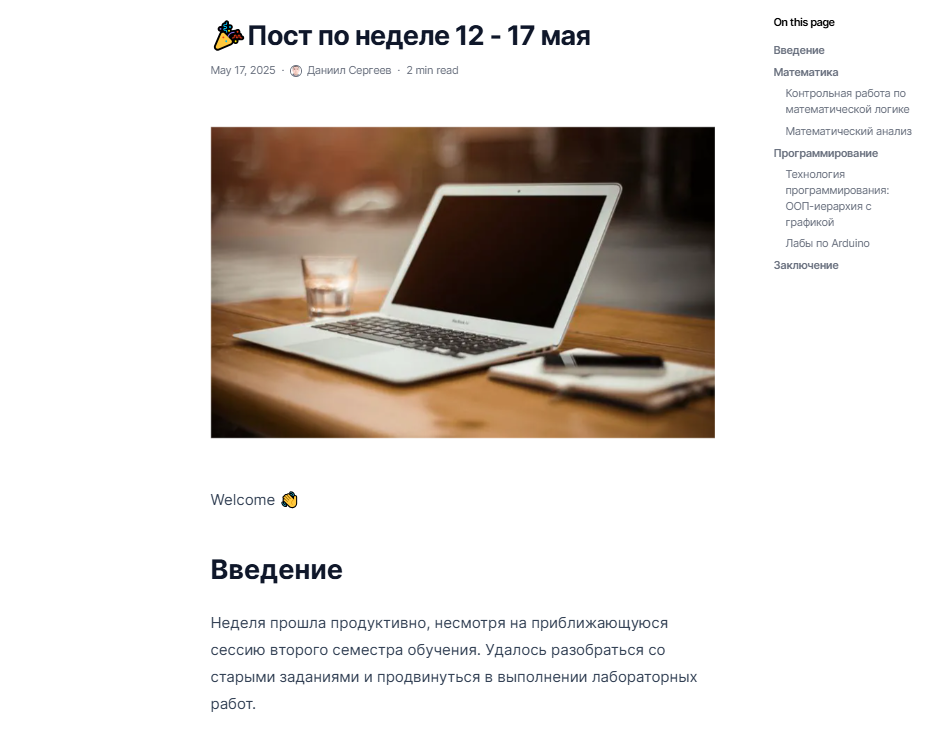 🎉Пост по неделе 12 - 17 мая
May 17, 2025 · Даниил Сергеев · 2 min read
Welcome 👋
Введение
Неделя прошла продуктивно, несмотря на приближающуюся
сессию второго семестра обучения. Удалось разобраться со
старыми заданиями и продвинуться в выполнении лабораторных
работ.
On this page
Введение
Математика
Контрольная работа по
математической логике
Математический анализ
Программирование
Технология
программирования:
ООП-иерархия с
графикой
Лабы по Arduino
Заключение